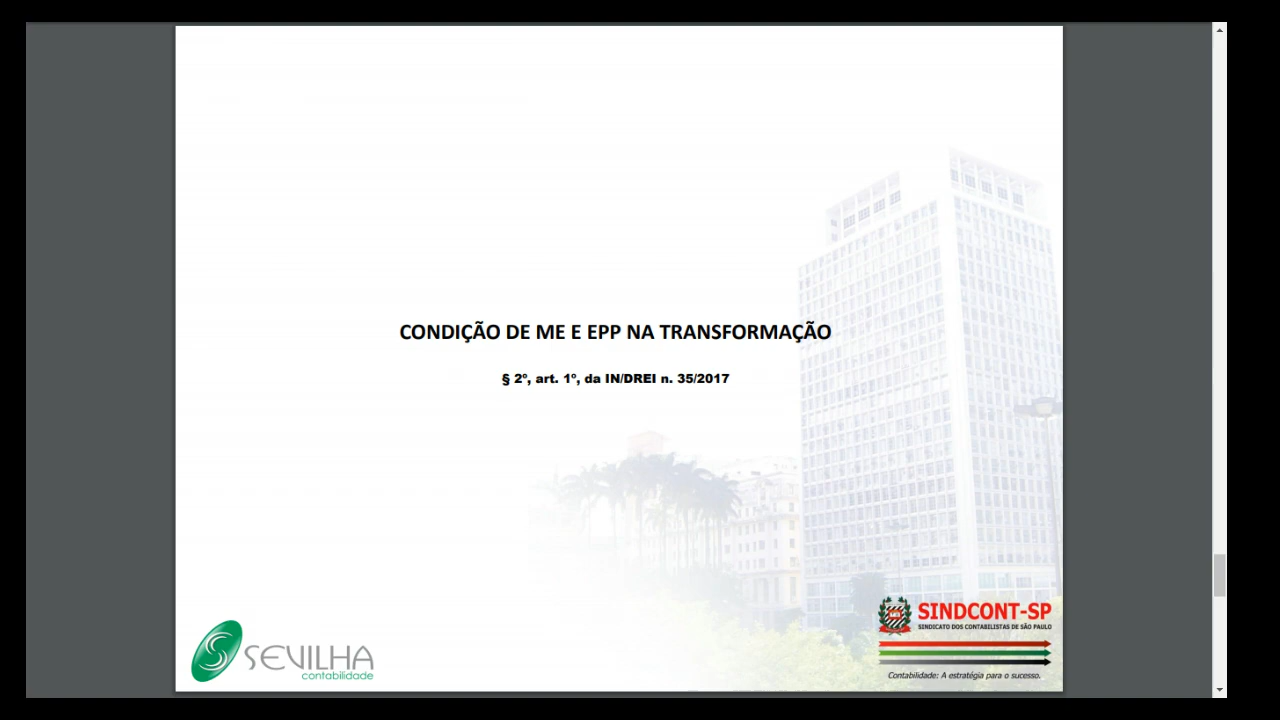 CONDIÇÃO DE ME E EPP NA TRANSFORMAÇÃO
§ 2º, art. 1º, da IN/DREI n. 35/2017
SEVILHA
contabilidade
SINDCONT-SP
SINDICATO DOS CONTABILISTAS DE SÃO PAULO
Contabilidade: A estratégia para o sucesso.